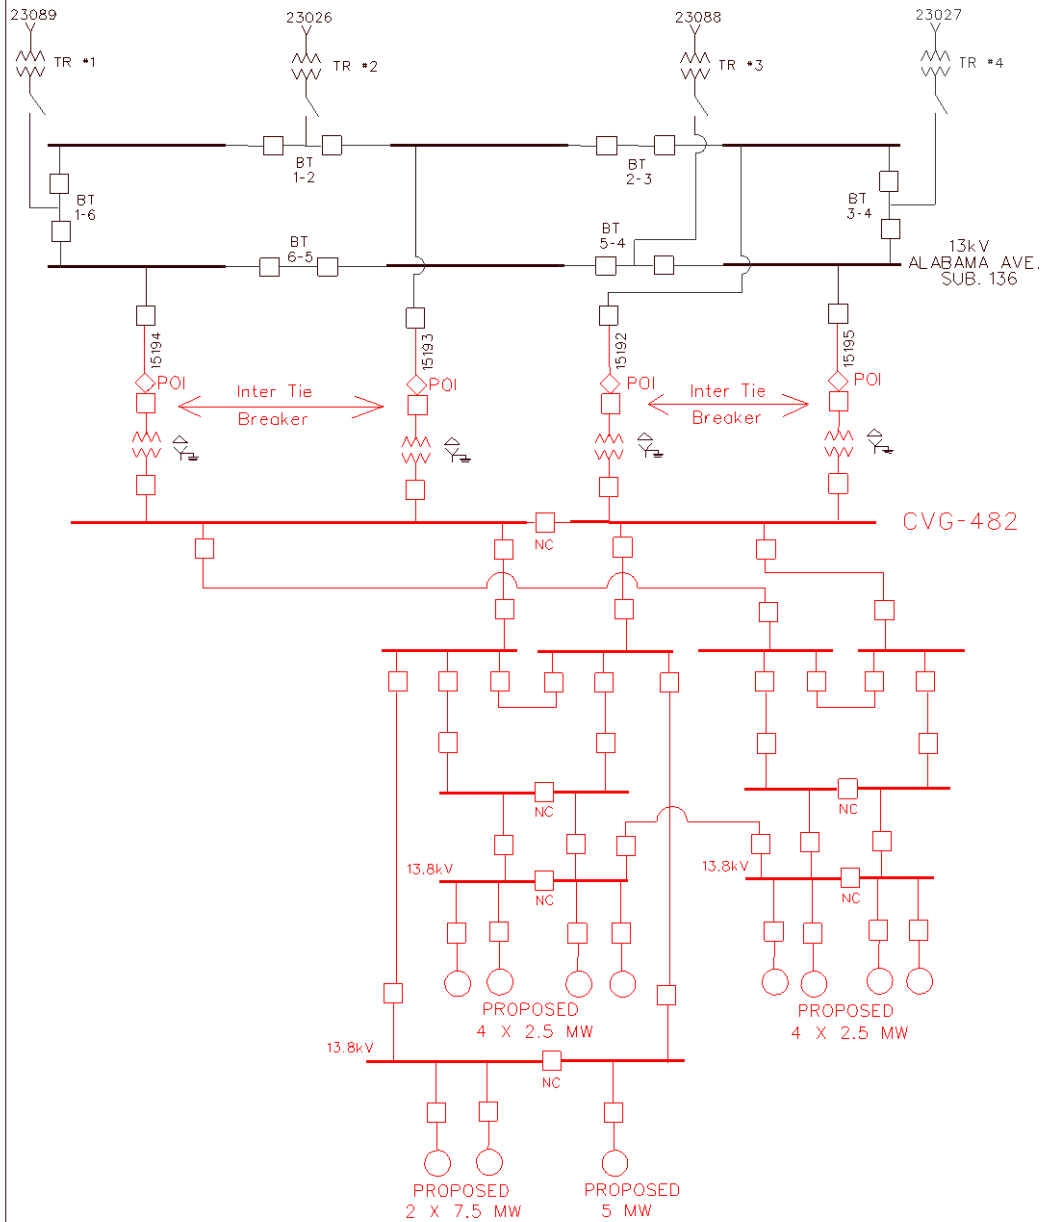 23089
23026
23088
23027
TR #1
TR #2
TR #3
TR #4
BT
1-2
BT
2-3
BT
1-6
BT
3-4
BT
6-5
BT
5-4
13kV
ALABAMA AVE.
SUB. 136
15194
15193
15192
15195
POI
POI
POI
POI
Inter Tie
Breaker
Inter Tie
Breaker
CVG-482
NC
NC
NC
13.8kV
13.8kV
NC
NC
PROPOSED
4 X 2.5 MW
PROPOSED
4 X 2.5 MW
13.8kV
NC
PROPOSED
2 X 7.5 MW
PROPOSED
5 MW